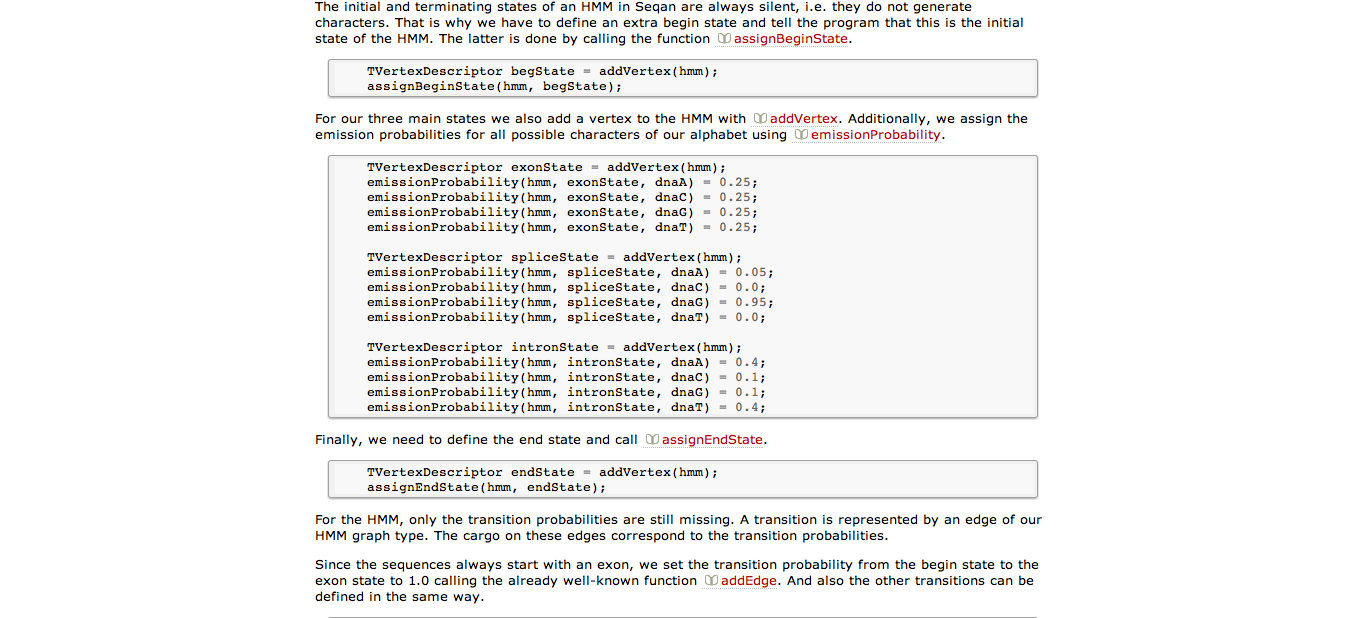 The initial and terminating states of an HMM in Seqan are always silent, i.e. they do not generate
characters. That is why we have to define an extra begin state and tell the program that this is the initial
state of the HMM. The latter is done by calling the function assignBeginState.
TVertexDescriptor begState = addVertex(hmm);
assignBeginState(hmm, begState);
For our three main states we also add a vertex to the HMM with addVertex. Additionally, we assign the
emission probabilities for all possible characters of our alphabet using emissionProbability.
TVertexDescriptor exonState = addVertex(hmm);
emissionProbability(hmm, exonState, dnaA) = 0.25;
emissionProbability(hmm, exonState, dnaC) = 0.25;
emissionProbability(hmm, exonState, dnaG) = 0.25;
emissionProbability(hmm, exonState, dnaT) = 0.25;
TVertexDescriptor spliceState = addVertex(hmm);
emissionProbability(hmm, spliceState, dnaA) = 0.05;
emissionProbability(hmm, spliceState, dnaC) = 0.0;
emissionProbability(hmm, spliceState, dnaG) = 0.95;
emissionProbability(hmm, spliceState, dnaT) = 0.0;
TVertexDescriptor intronState = addVertex(hmm);
emissionProbability(hmm, intronState, dnaA) = 0.4;
emissionProbability(hmm, intronState, dnaC) = 0.1;
emissionProbability(hmm, intronState, dnaG) = 0.1;
emissionProbability(hmm, intronState, dnaT) = 0.4;
Finally, we need to define the end state and call assignEndState.
TVertexDescriptor endState = addVertex(hmm);
assignEndState(hmm, endState);
For the HMM, only the transition probabilities are still missing. A transition is represented by an edge of our
HMM graph type. The cargo on these edges correspond to the transition probabilities.
Since the sequences always start with an exon, we set the transition probability from the begin state to the
exon state to 1.0 calling the already well-known function addEdge. And also the other transitions can be
defined in the same way.